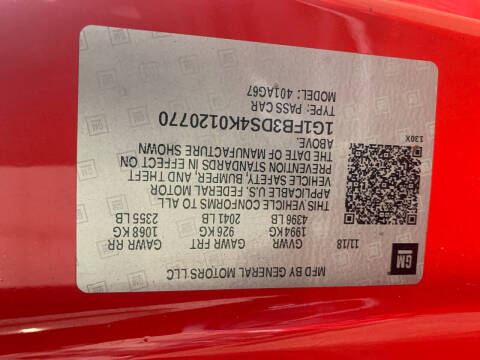 MFD BY GENERAL MOTORS LLC
GM
11/18 GVWR GAWR FRT GAWR RR
1994 KG 926 KG 1068 KG
4396 LB 2041 LB 2355 LB
THIS VEHICLE CONFORMS TO ALL
APPLICABLE U.S. FEDERAL MOTOR
VEHICLE SAFETY, BUMPER, AND THEFT
PREVENTION STANDARDS IN EFFECT ON
THE DATE OF MANUFACTURE SHOWN
ABOVE.
130X
1G1FB3DS4K0120770
TYPE: PASS CAR
MODEL: 401AG67